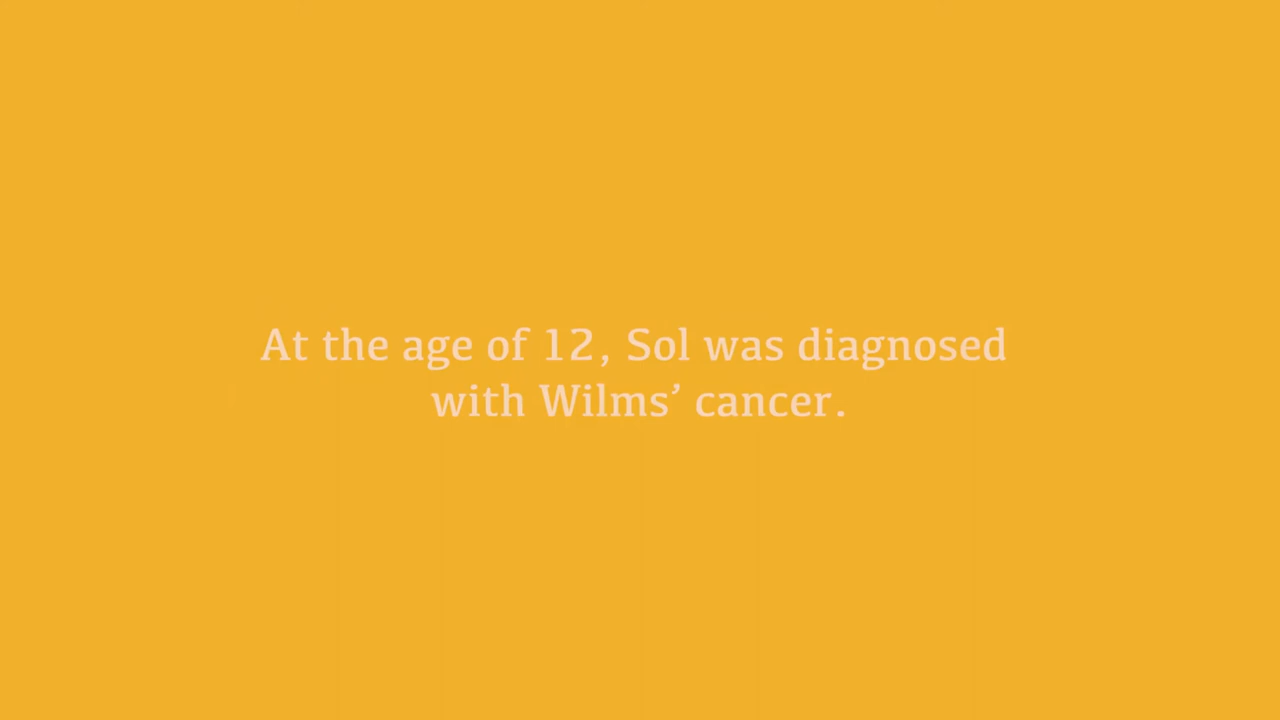 At the age of 12, Sol was diagnosed
with Wilms’ cancer.